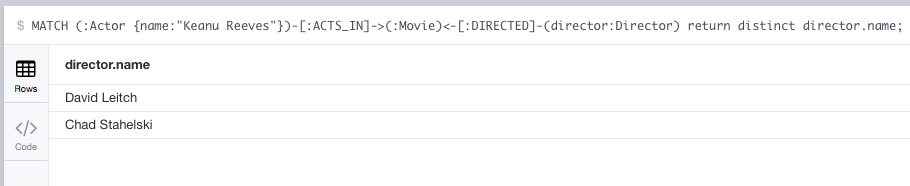 $ MATCH (:Actor {name:"Keanu Reeves"})-[:ACTS_IN]->(:Movie)<-[:DIRECTED]-(director:Director) return distinct director.name;
Rows
director.name
David Leitch
Chad Stahelski
Code